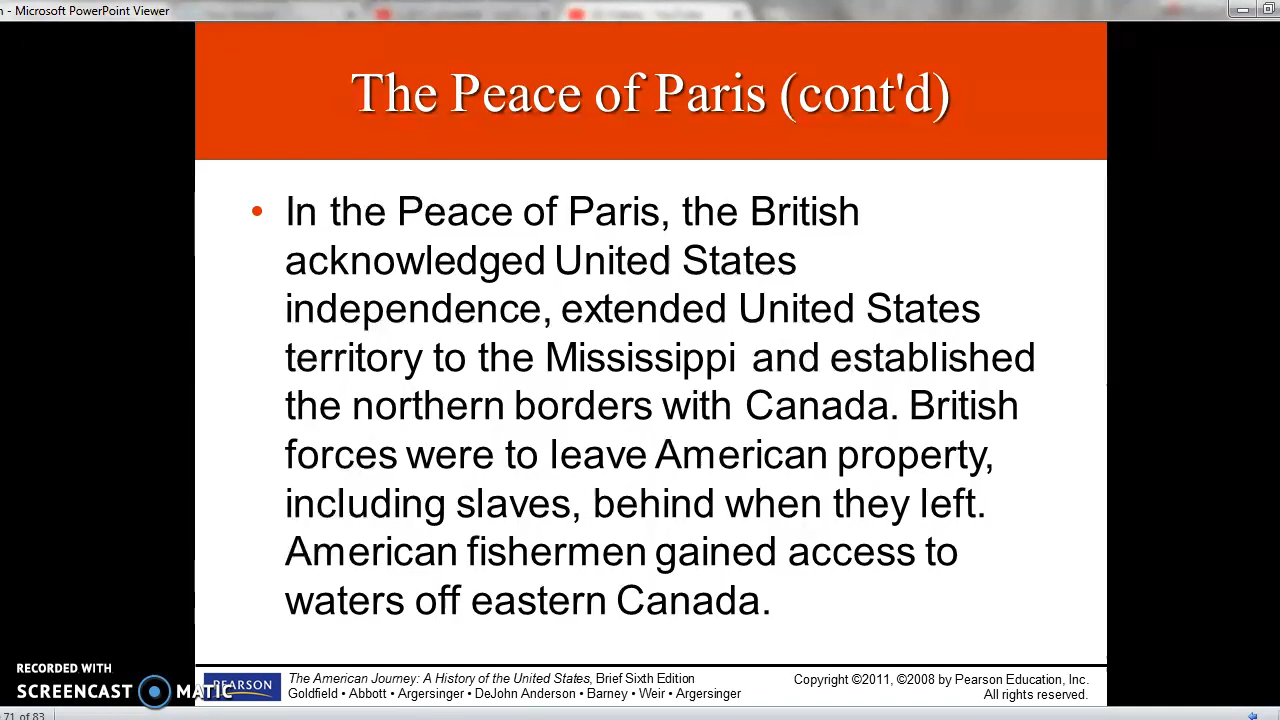 - Microsoft PowerPoint Viewer
The Peace of Paris (cont'd)
• In the Peace of Paris, the British
acknowledged United States
independence, extended United States
territory to the Mississippi and established
the northern borders with Canada. British
forces were to leave American property,
including slaves, behind when they left.
American fishermen gained access to
waters off eastern Canada.
RECORDED WITH
SCREENCAST MATIC
PEARSON
The American Journey: A History of the United States, Brief Sixth Edition
Goldfield • Abbott • Argersinger • DeJohn Anderson • Barney • Weir • Argersinger
Copyright ©2011, ©2008 by Pearson Education, Inc.
All rights reserved.
71 of 83